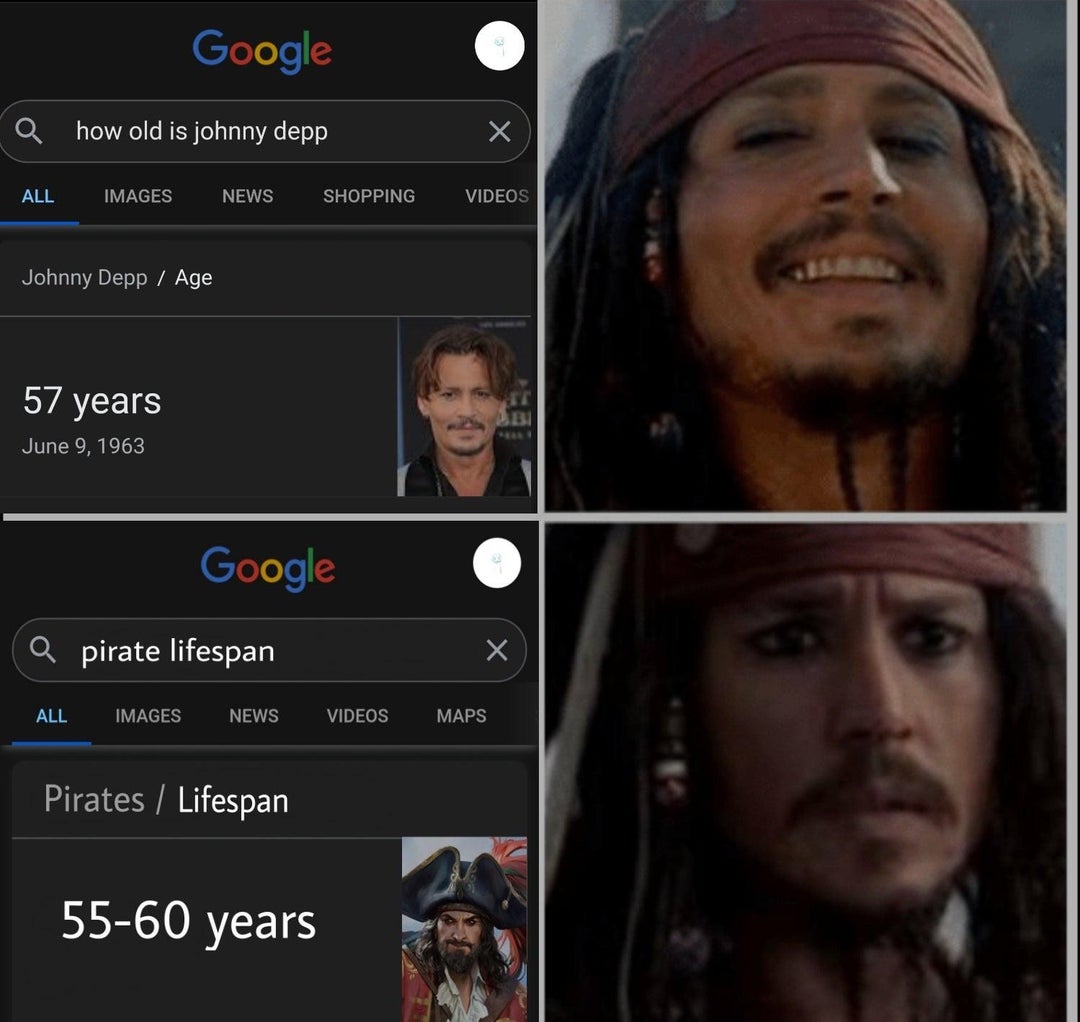 Google
how old is johnny depp
ALL IMAGES NEWS SHOPPING VIDEOS
Johnny Depp / Age
57 years
June 9, 1963
Google
pirate lifespan
ALL IMAGES NEWS VIDEOS MAPS
Pirates / Lifespan
55-60 years